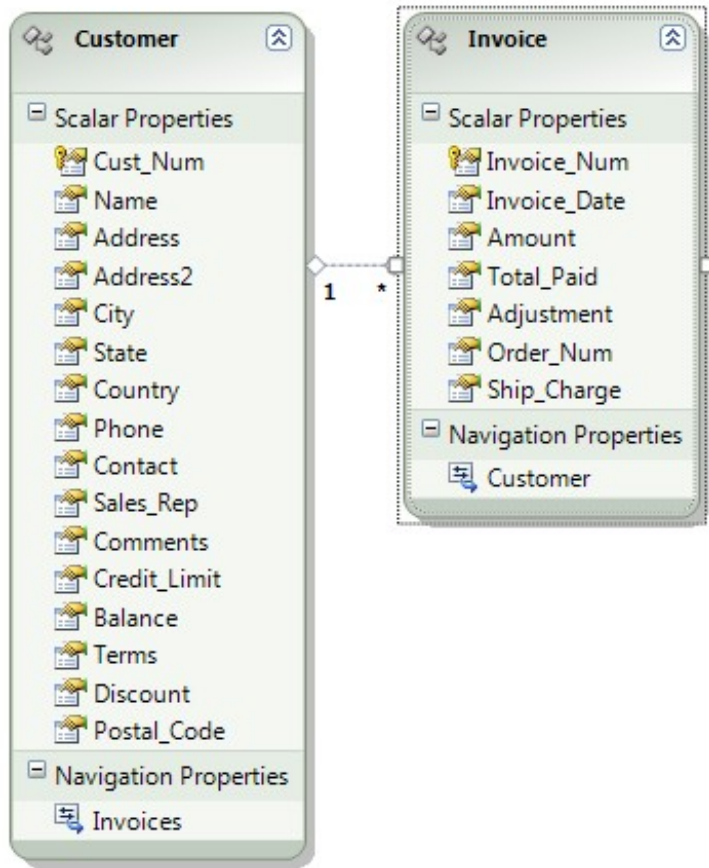 Customer
Scalar Properties
Cust_Num
Name
Address
Address2
City
State
Country
Phone
Contact
Sales_Rep
Comments
Credit_Limit
Balance
Terms
Discount
Postal_Code
Navigation Properties
Invoices
1 *
Invoice
Scalar Properties
Invoice_Num
Invoice_Date
Amount
Total_Paid
Adjustment
Order_Num
Ship_Charge
Navigation Properties
Customer